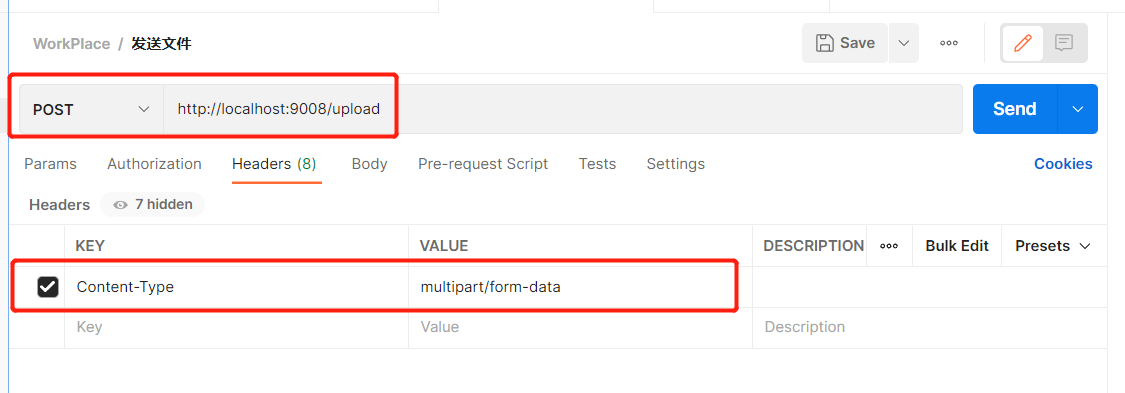 WorkPlace / 发送文件
Save
POST
http://localhost:9008/upload
Send
Params Authorization Headers (8) Body Pre-request Script Tests Settings Cookies
Headers 7 hidden
KEY VALUE DESCRIPTION Bulk Edit Presets
Content-Type multipart/form-data
Key Value Description